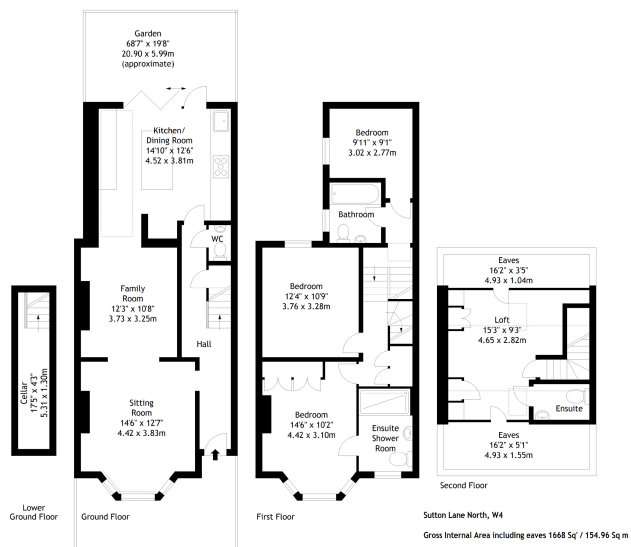 Garden
68'7" x 19'8"
20.90 x 5.99m
(approximate)
Kitchen/
Dining Room
14'10" x 12'6"
4.52 x 3.81m
WC
Family
Room
12'3" x 10'8"
3.73 x 3.25m
Hall
Sitting
Room
14'6" x 12'7"
4.42 x 3.83m
Cellar
17'5" x 4'3"
5.31 x 1.30m
Lower
Ground Floor
Ground Floor
Bedroom
9'11" x 9'1"
3.02 x 2.77m
Bathroom
Bedroom
12'4" x 10'9"
3.76 x 3.28m
Bedroom
14'6" x 10'2"
4.42 x 3.10m
Ensuite
Shower
Room
First Floor
Eaves
16'2" x 3'5"
4.93 x 1.04m
Loft
15'3" x 9'3"
4.65 x 2.82m
Ensuite
Eaves
16'2" x 5'1"
4.93 x 1.55m
Second Floor
Sutton Lane North, W4
Gross Internal Area including eaves 1668 Sq' / 154.96 Sq m